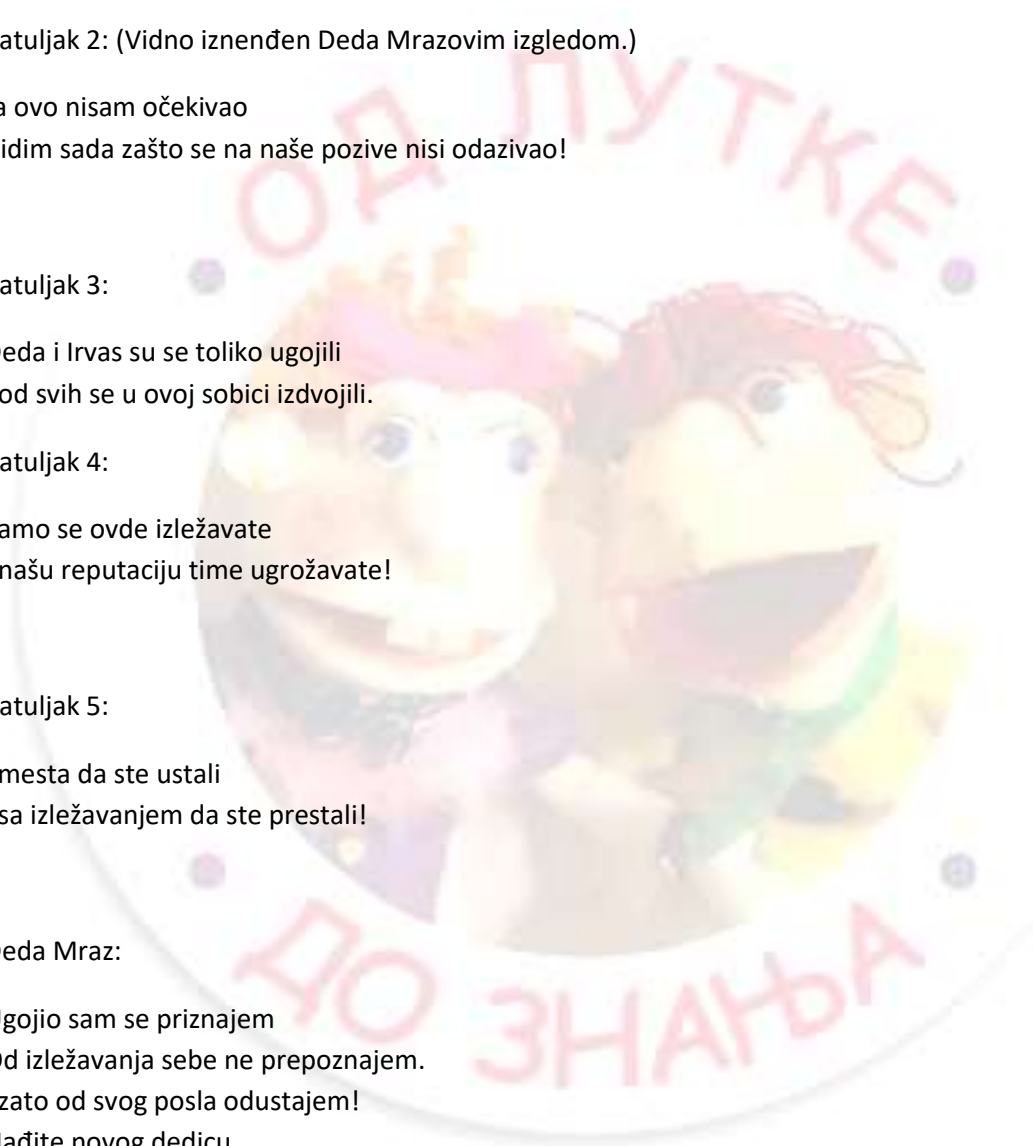 ОД ЛУТКЕ
atuljak 2: (Vidno iznenđen Deda Mrazovim izgledom.)
a ovo nisam očekivao
idim sada zašto se na naše pozive nisi odazivao!
atuljak 3:
eda i Irvas su se toliko ugojili
od svih se u ovoj sobici izdvojili.
atuljak 4:
amo se ovde izležavate
našu reputaciju time ugrožavate!
atuljak 5:
mesta da ste ustali
sa izležavanjem da ste prestali!
eda Mraz:
gojio sam se priznajem
d izležavanja sebe ne prepoznajem.
zato od svog posla odustajem!
ađite novog dedicu
ДО ЗНАЊА